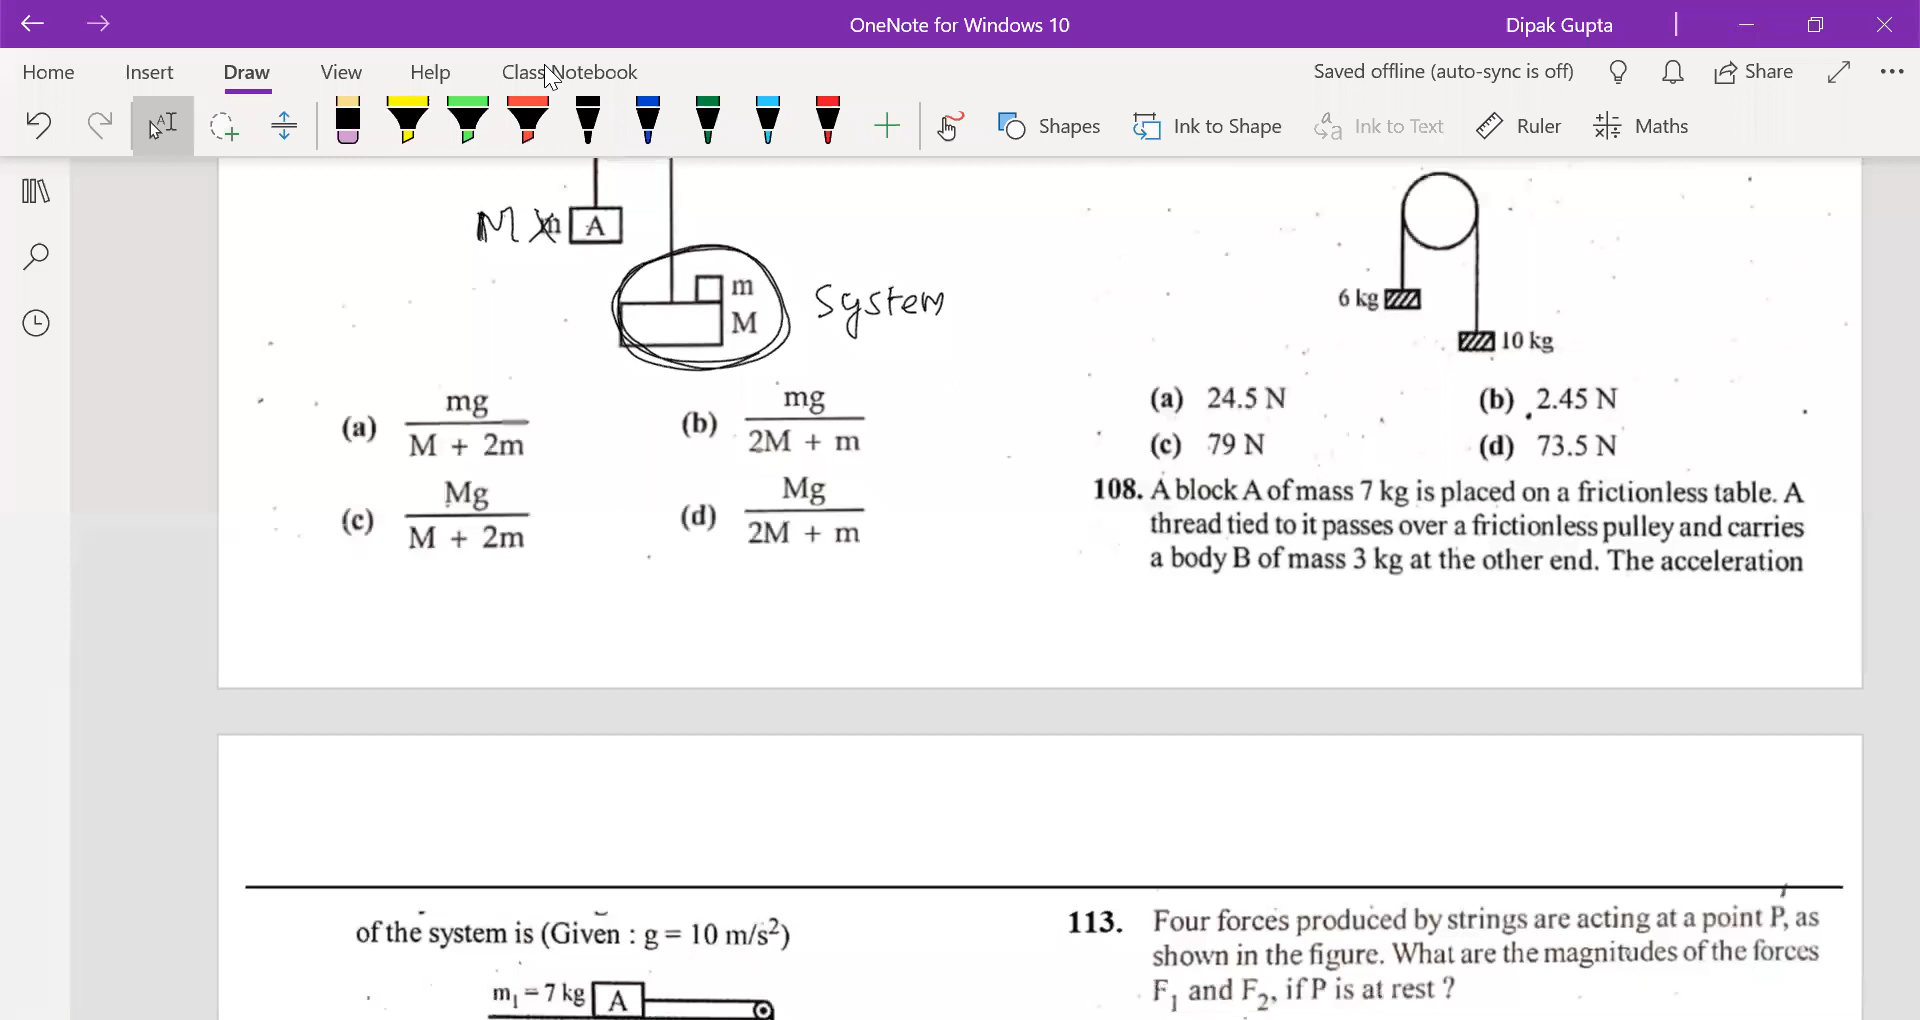 OneNote for Windows 10
Dipak Gupta
Home Insert Draw View Help Class Notebook
Saved offline (auto-sync is off) Share
Shapes Ink to Shape Ink to Text Ruler Maths
M A
m
M
System
(a) mg / M + 2m (b) mg / 2M + m
(c) Mg / M + 2m (d) Mg / 2M + m
6 kg
10 kg
(a) 24.5 N (b) 2.45 N
(c) 79 N (d) 73.5 N
108. A block A of mass 7 kg is placed on a frictionless table. A
thread tied to it passes over a frictionless pulley and carries
a body B of mass 3 kg at the other end. The acceleration
of the system is (Given : g = 10 m/s²)
m₁ = 7 kg A
113. Four forces produced by strings are acting at a point P, as
shown in the figure. What are the magnitudes of the forces
F₁ and F₂, if P is at rest ?